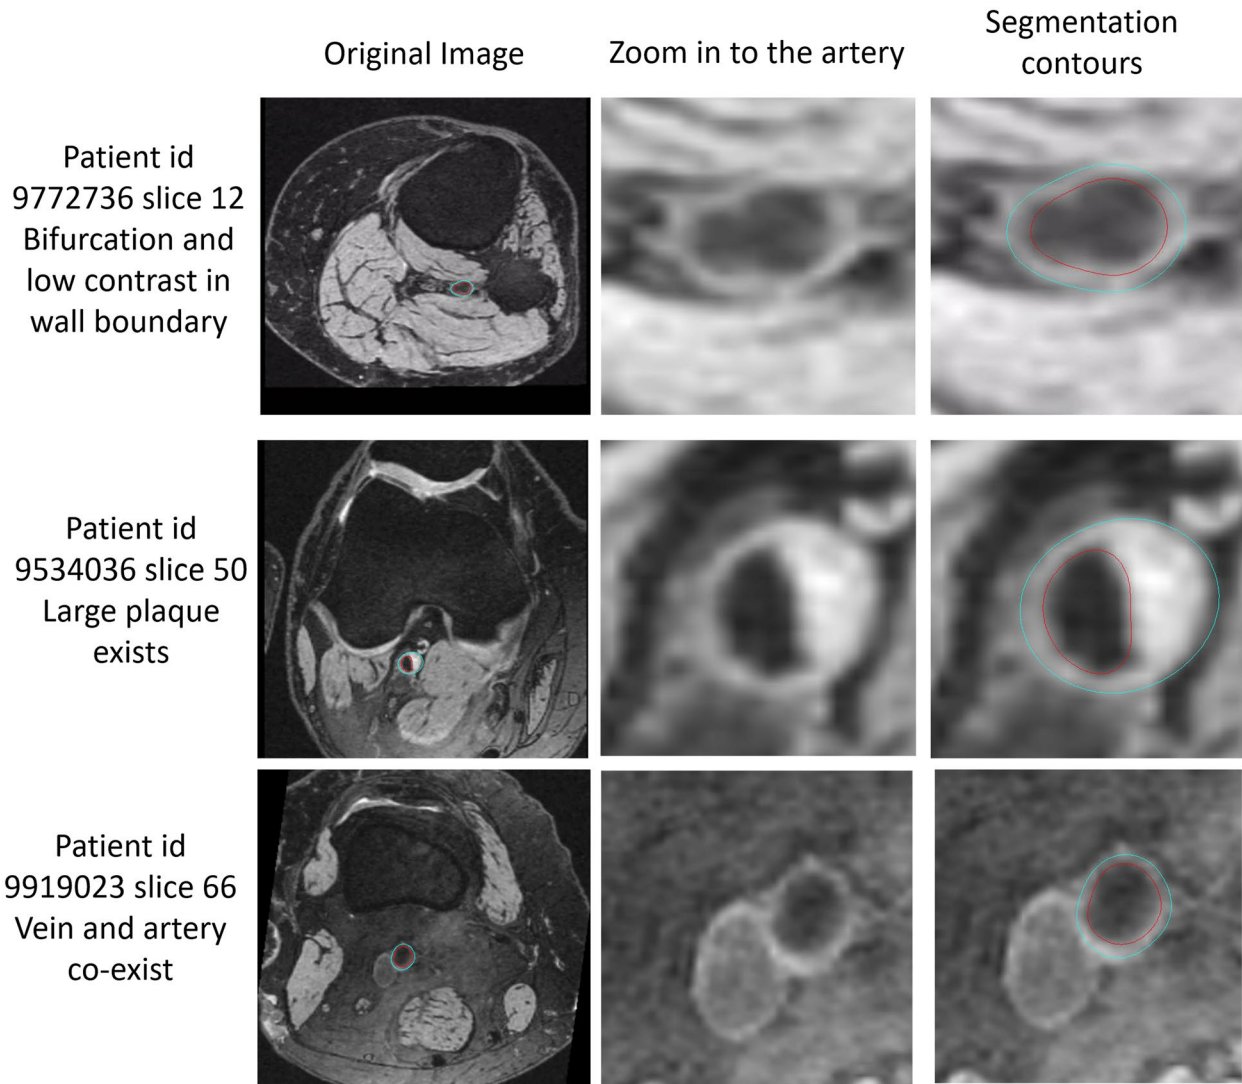 Original Image
Zoom in to the artery
Segmentation
contours
Patient id
9772736 slice 12
Bifurcation and
low contrast in
wall boundary
Patient id
9534036 slice 50
Large plaque
exists
Patient id
9919023 slice 66
Vein and artery
co-exist